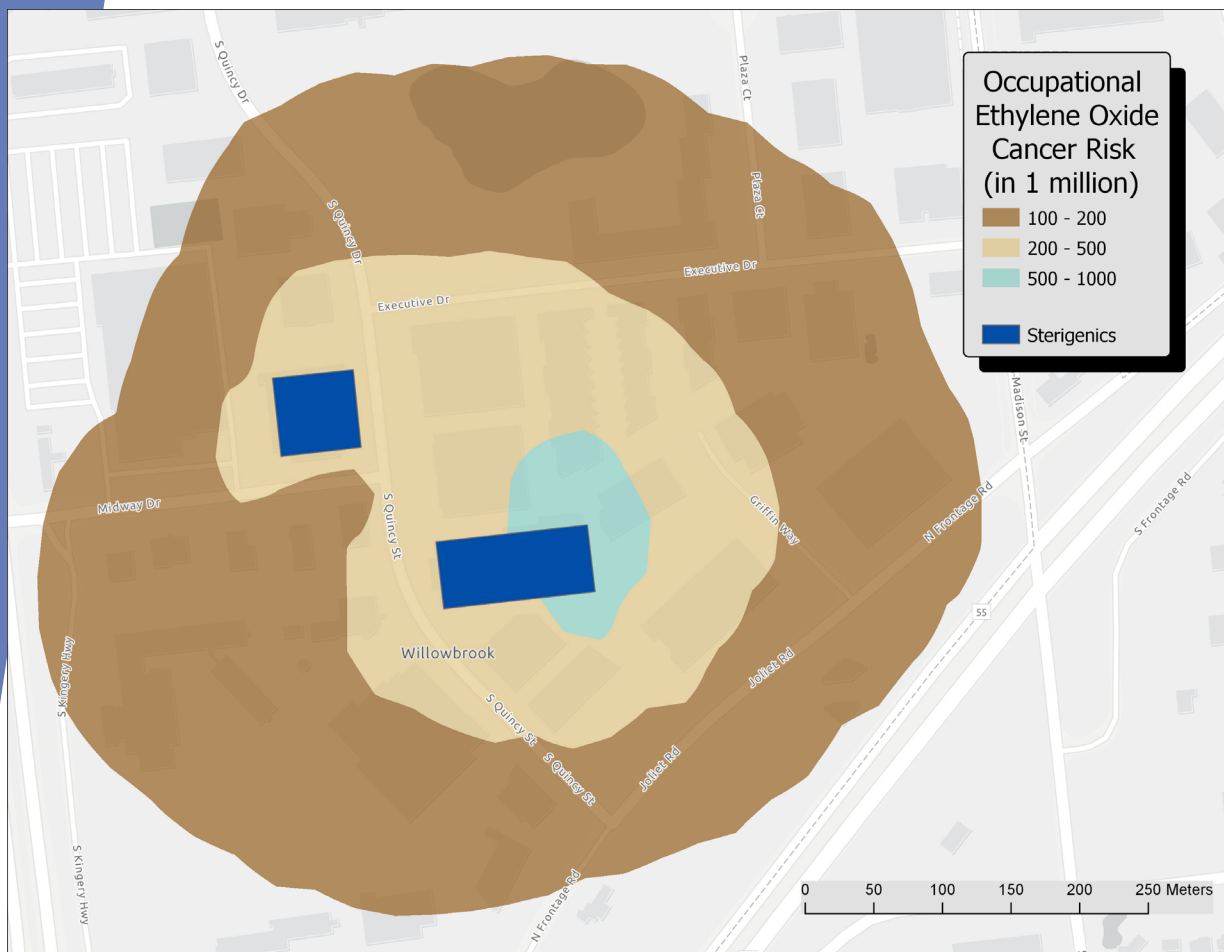 S Quincy Dr
Plaza Ct
Occupational
Ethylene Oxide
Cancer Risk
(in 1 million)
100 - 200
200 - 500
500 - 1000
Sterigenics
S Quincy Dr
Plaza Ct
Executive Dr
Executive Dr
Madison St
Midway Dr
S Quincy St
Griffin Way
N Frontage Rd
S Frontage Rd
55
Willowbrook
S Kingery Hwy
Joliet Rd
S Quincy St
S Quincy St
Joliet Rd
S Kingery Hwy
N Frontage Rd
0 50 100 150 200 250 Meters